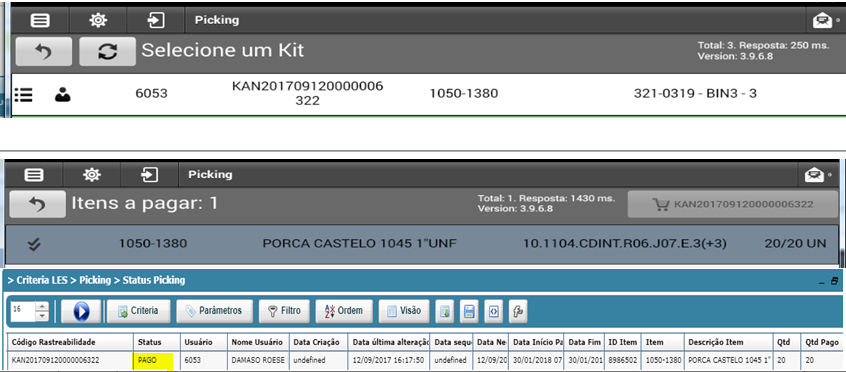 Picking
Selecione um Kit
Total: 3. Resposta: 250 ms.
Version: 3.9.6.8
6053 KAN201709120000006 1050-1380 321-0319 - BIN3 - 3
322
Picking
Itens a pagar: 1
Total: 1. Resposta: 1430 ms.
Version: 3.9.6.8
KAN201709120000006322
1050-1380 PORCA CASTELO 1045 1"UNF 10.1104.CDINT.R06.J07.E.3(+3) 20/20 UN
> Criteria LES > Picking > Status Picking
16 Criteria Parâmetros Filtro Ordem Visão
Código Rastreabilidade Status Usuário Nome Usuário Data Criação Data última alteraçã Data sequ Data Ne Data Início Pa Data Fim ID Item Item Descrição Item Qtd Qtd Pago
KAN201709120000006322 PAGO 6053 DAMASO ROESE undefined 12/09/2017 16:17:50 undefined 12/09/20 30/01/2018 07 30/01/201 8986502 1050-1380 PORCA CASTELO 1045 1" 20 20